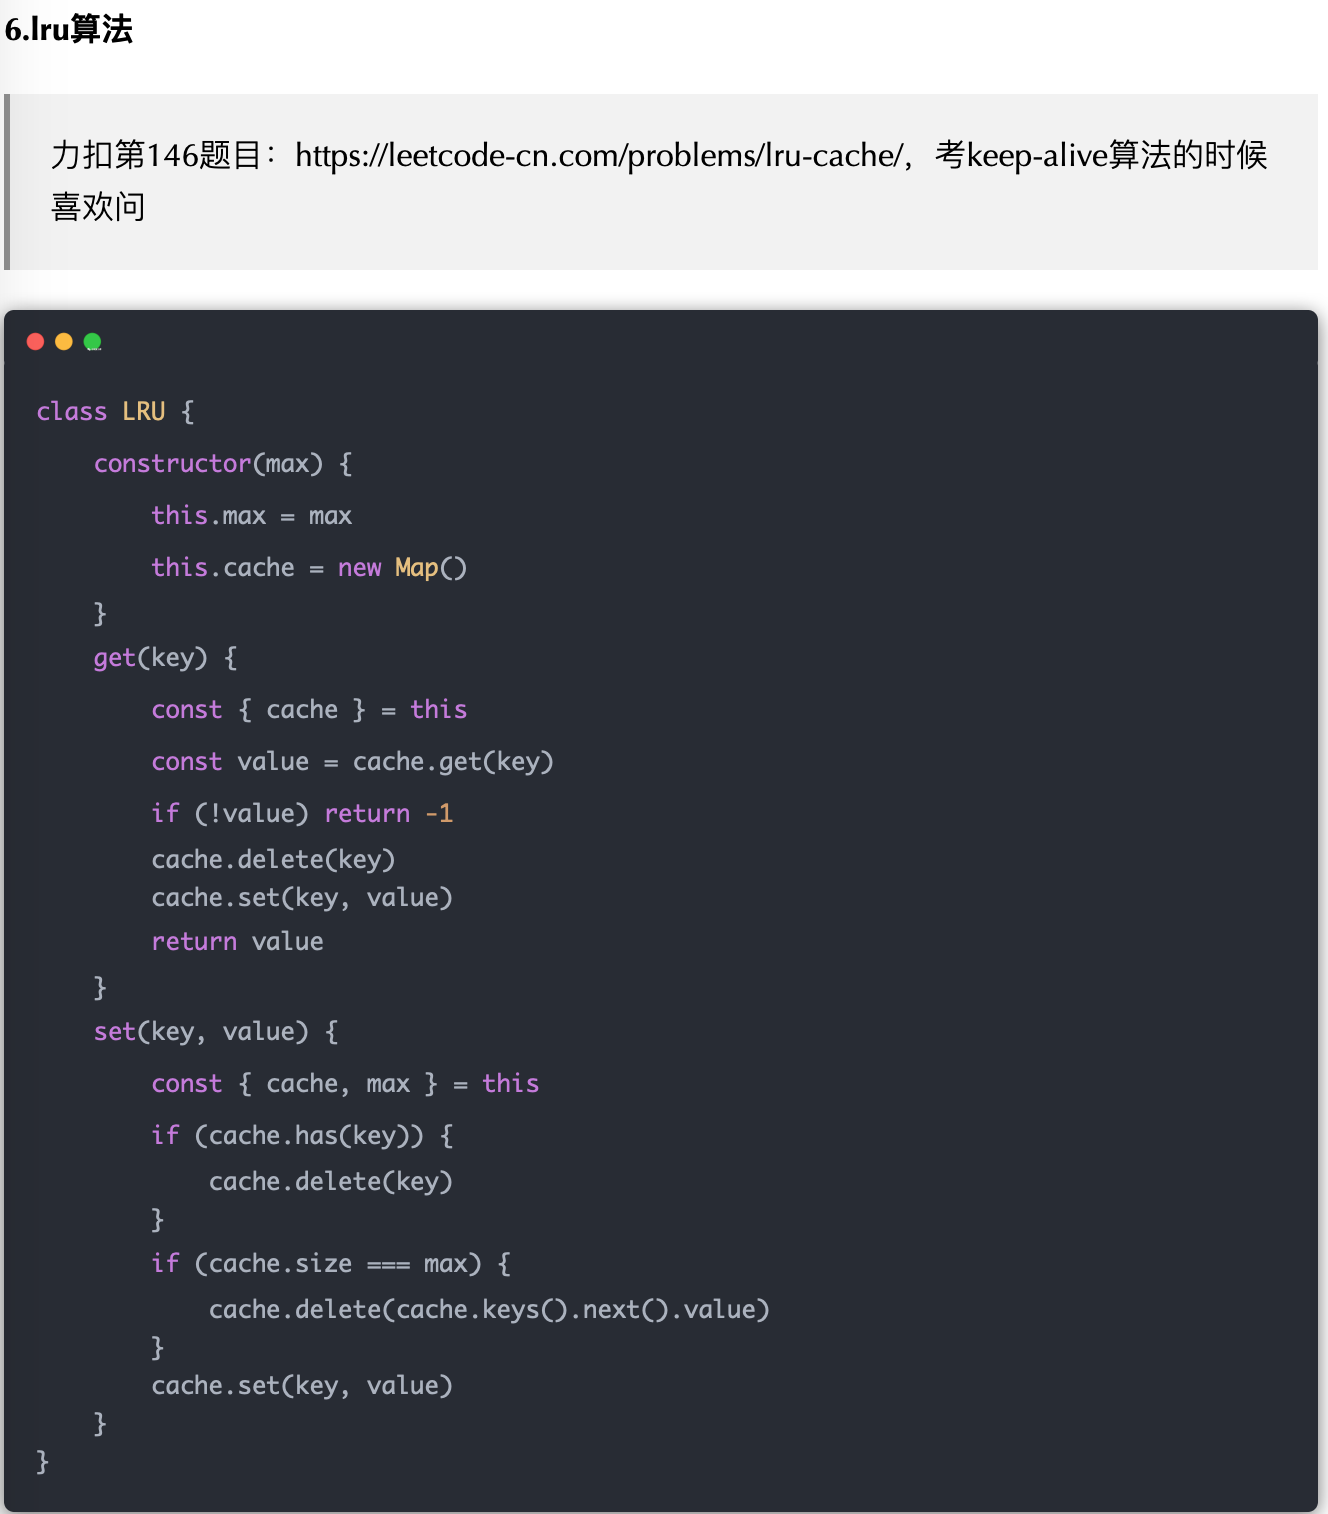 6.lru算法
力扣第146题目：https://leetcode-cn.com/problems/lru-cache/，考keep-alive算法的时候
喜欢问
class LRU {
    constructor(max) {
        this.max = max
        this.cache = new Map()
    }
    get(key) {
        const { cache } = this
        const value = cache.get(key)
        if (!value) return -1
        cache.delete(key)
        cache.set(key, value)
        return value
    }
    set(key, value) {
        const { cache, max } = this
        if (cache.has(key)) {
            cache.delete(key)
        }
        if (cache.size === max) {
            cache.delete(cache.keys().next().value)
        }
        cache.set(key, value)
    }
}